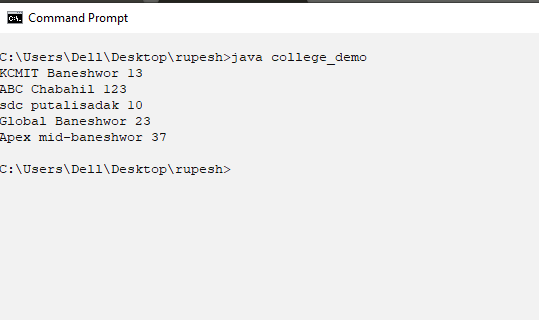 Command Prompt
C:\Users\Dell\Desktop\rupesh>java college_demo
KCMIT Baneshwor 13
ABC Chabahil 123
sdc putalisadak 10
Global Baneshwor 23
Apex mid-baneshwor 37
C:\Users\Dell\Desktop\rupesh>